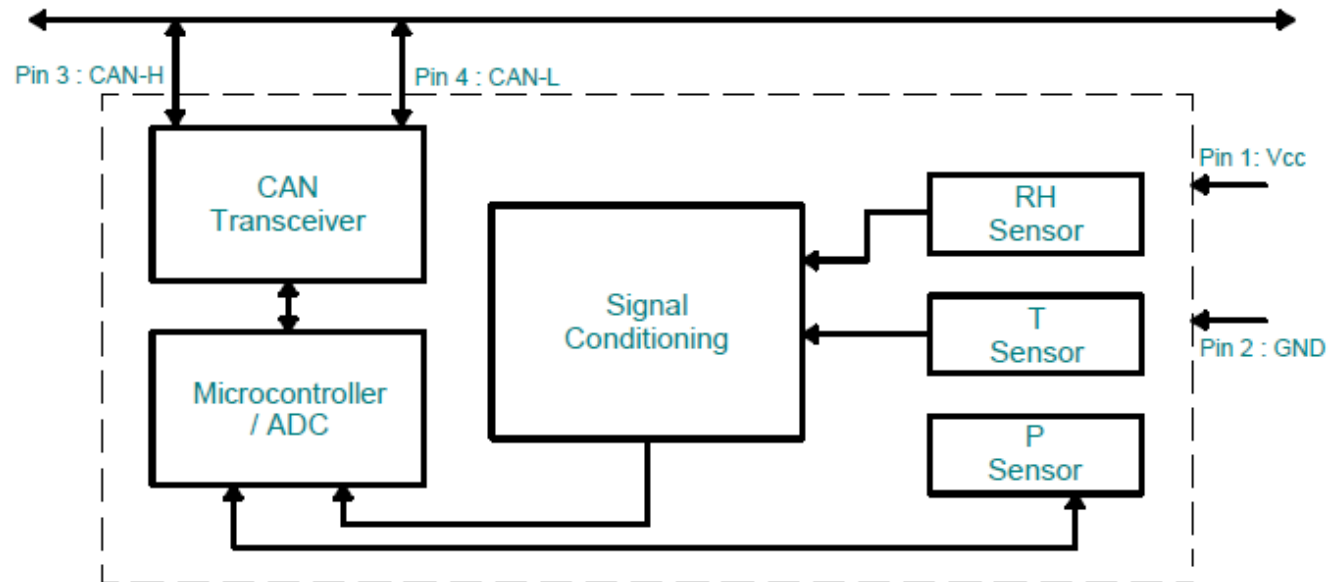 Pin 3 : CAN-H
Pin 4 : CAN-L
CAN
Transceiver
Pin 1: Vcc
RH
Sensor
Signal
Conditioning
T
Sensor
Pin 2 : GND
Microcontroller
/ ADC
P
Sensor